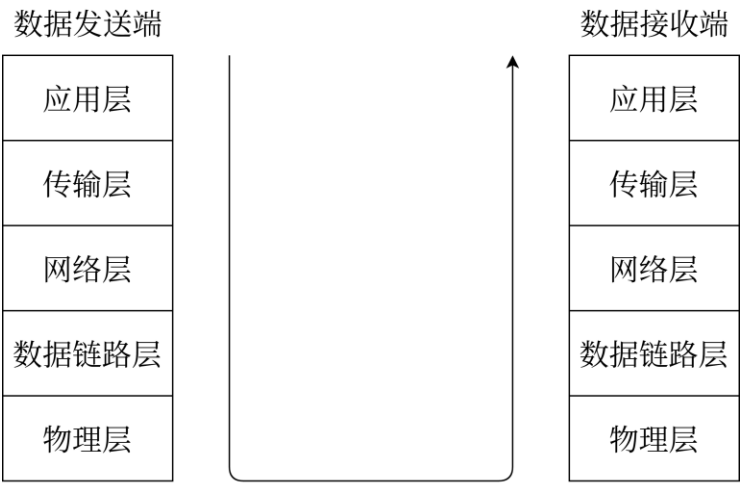 数据发送端
应用层
传输层
网络层
数据链路层
物理层
数据接收端
应用层
传输层
网络层
数据链路层
物理层